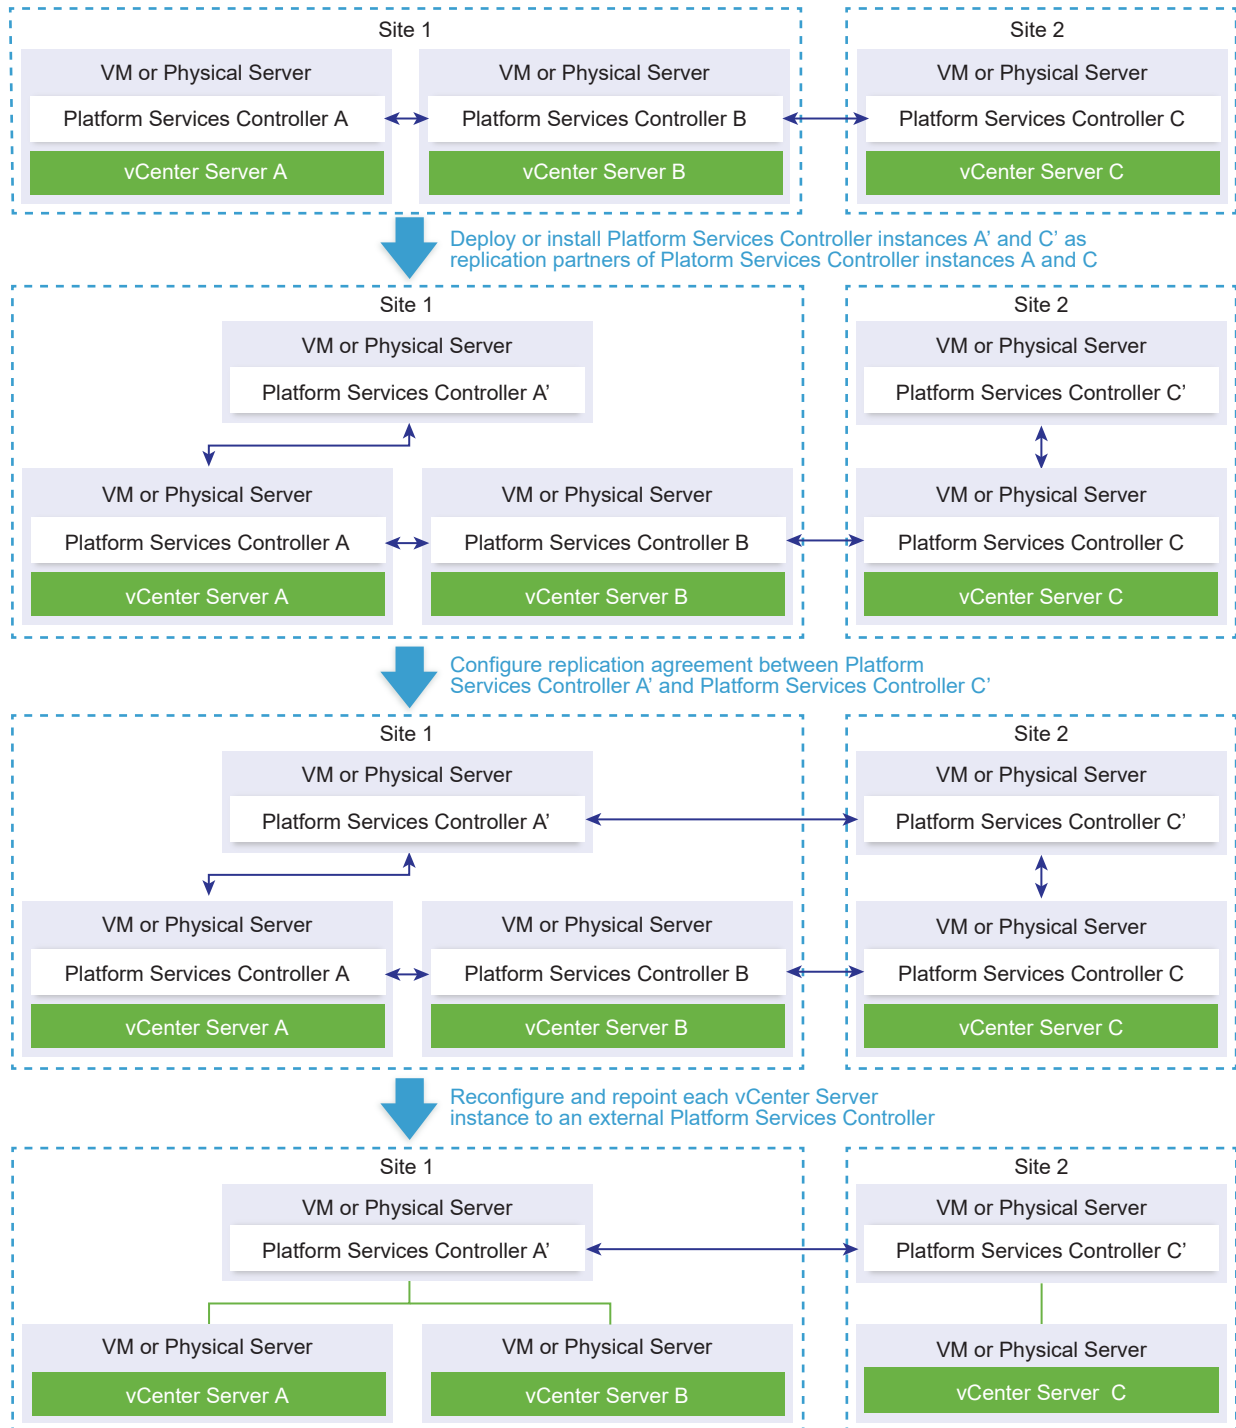 Site 1
Site 2
VM or Physical Server
VM or Physical Server
VM or Physical Server
Platform Services Controller A
Platform Services Controller B
Platform Services Controller C
vCenter Server A
vCenter Server B
vCenter Server C
Deploy or install Platform Services Controller instances A’ and C’ as
replication partners of Platorm Services Controller instances A and C
Site 1
Site 2
VM or Physical Server
VM or Physical Server
Platform Services Controller A’
Platform Services Controller C’
VM or Physical Server
VM or Physical Server
VM or Physical Server
Platform Services Controller A
Platform Services Controller B
Platform Services Controller C
vCenter Server A
vCenter Server B
vCenter Server C
Configure replication agreement between Platform
Services Controller A’ and Platform Services Controller C’
Site 1
Site 2
VM or Physical Server
VM or Physical Server
Platform Services Controller A’
Platform Services Controller C’
VM or Physical Server
VM or Physical Server
VM or Physical Server
Platform Services Controller A
Platform Services Controller B
Platform Services Controller C
vCenter Server A
vCenter Server B
vCenter Server C
Reconfigure and repoint each vCenter Server
instance to an external Platform Services Controller
Site 1
Site 2
VM or Physical Server
VM or Physical Server
Platform Services Controller A’
Platform Services Controller C’
VM or Physical Server
VM or Physical Server
VM or Physical Server
vCenter Server A
vCenter Server B
vCenter Server C